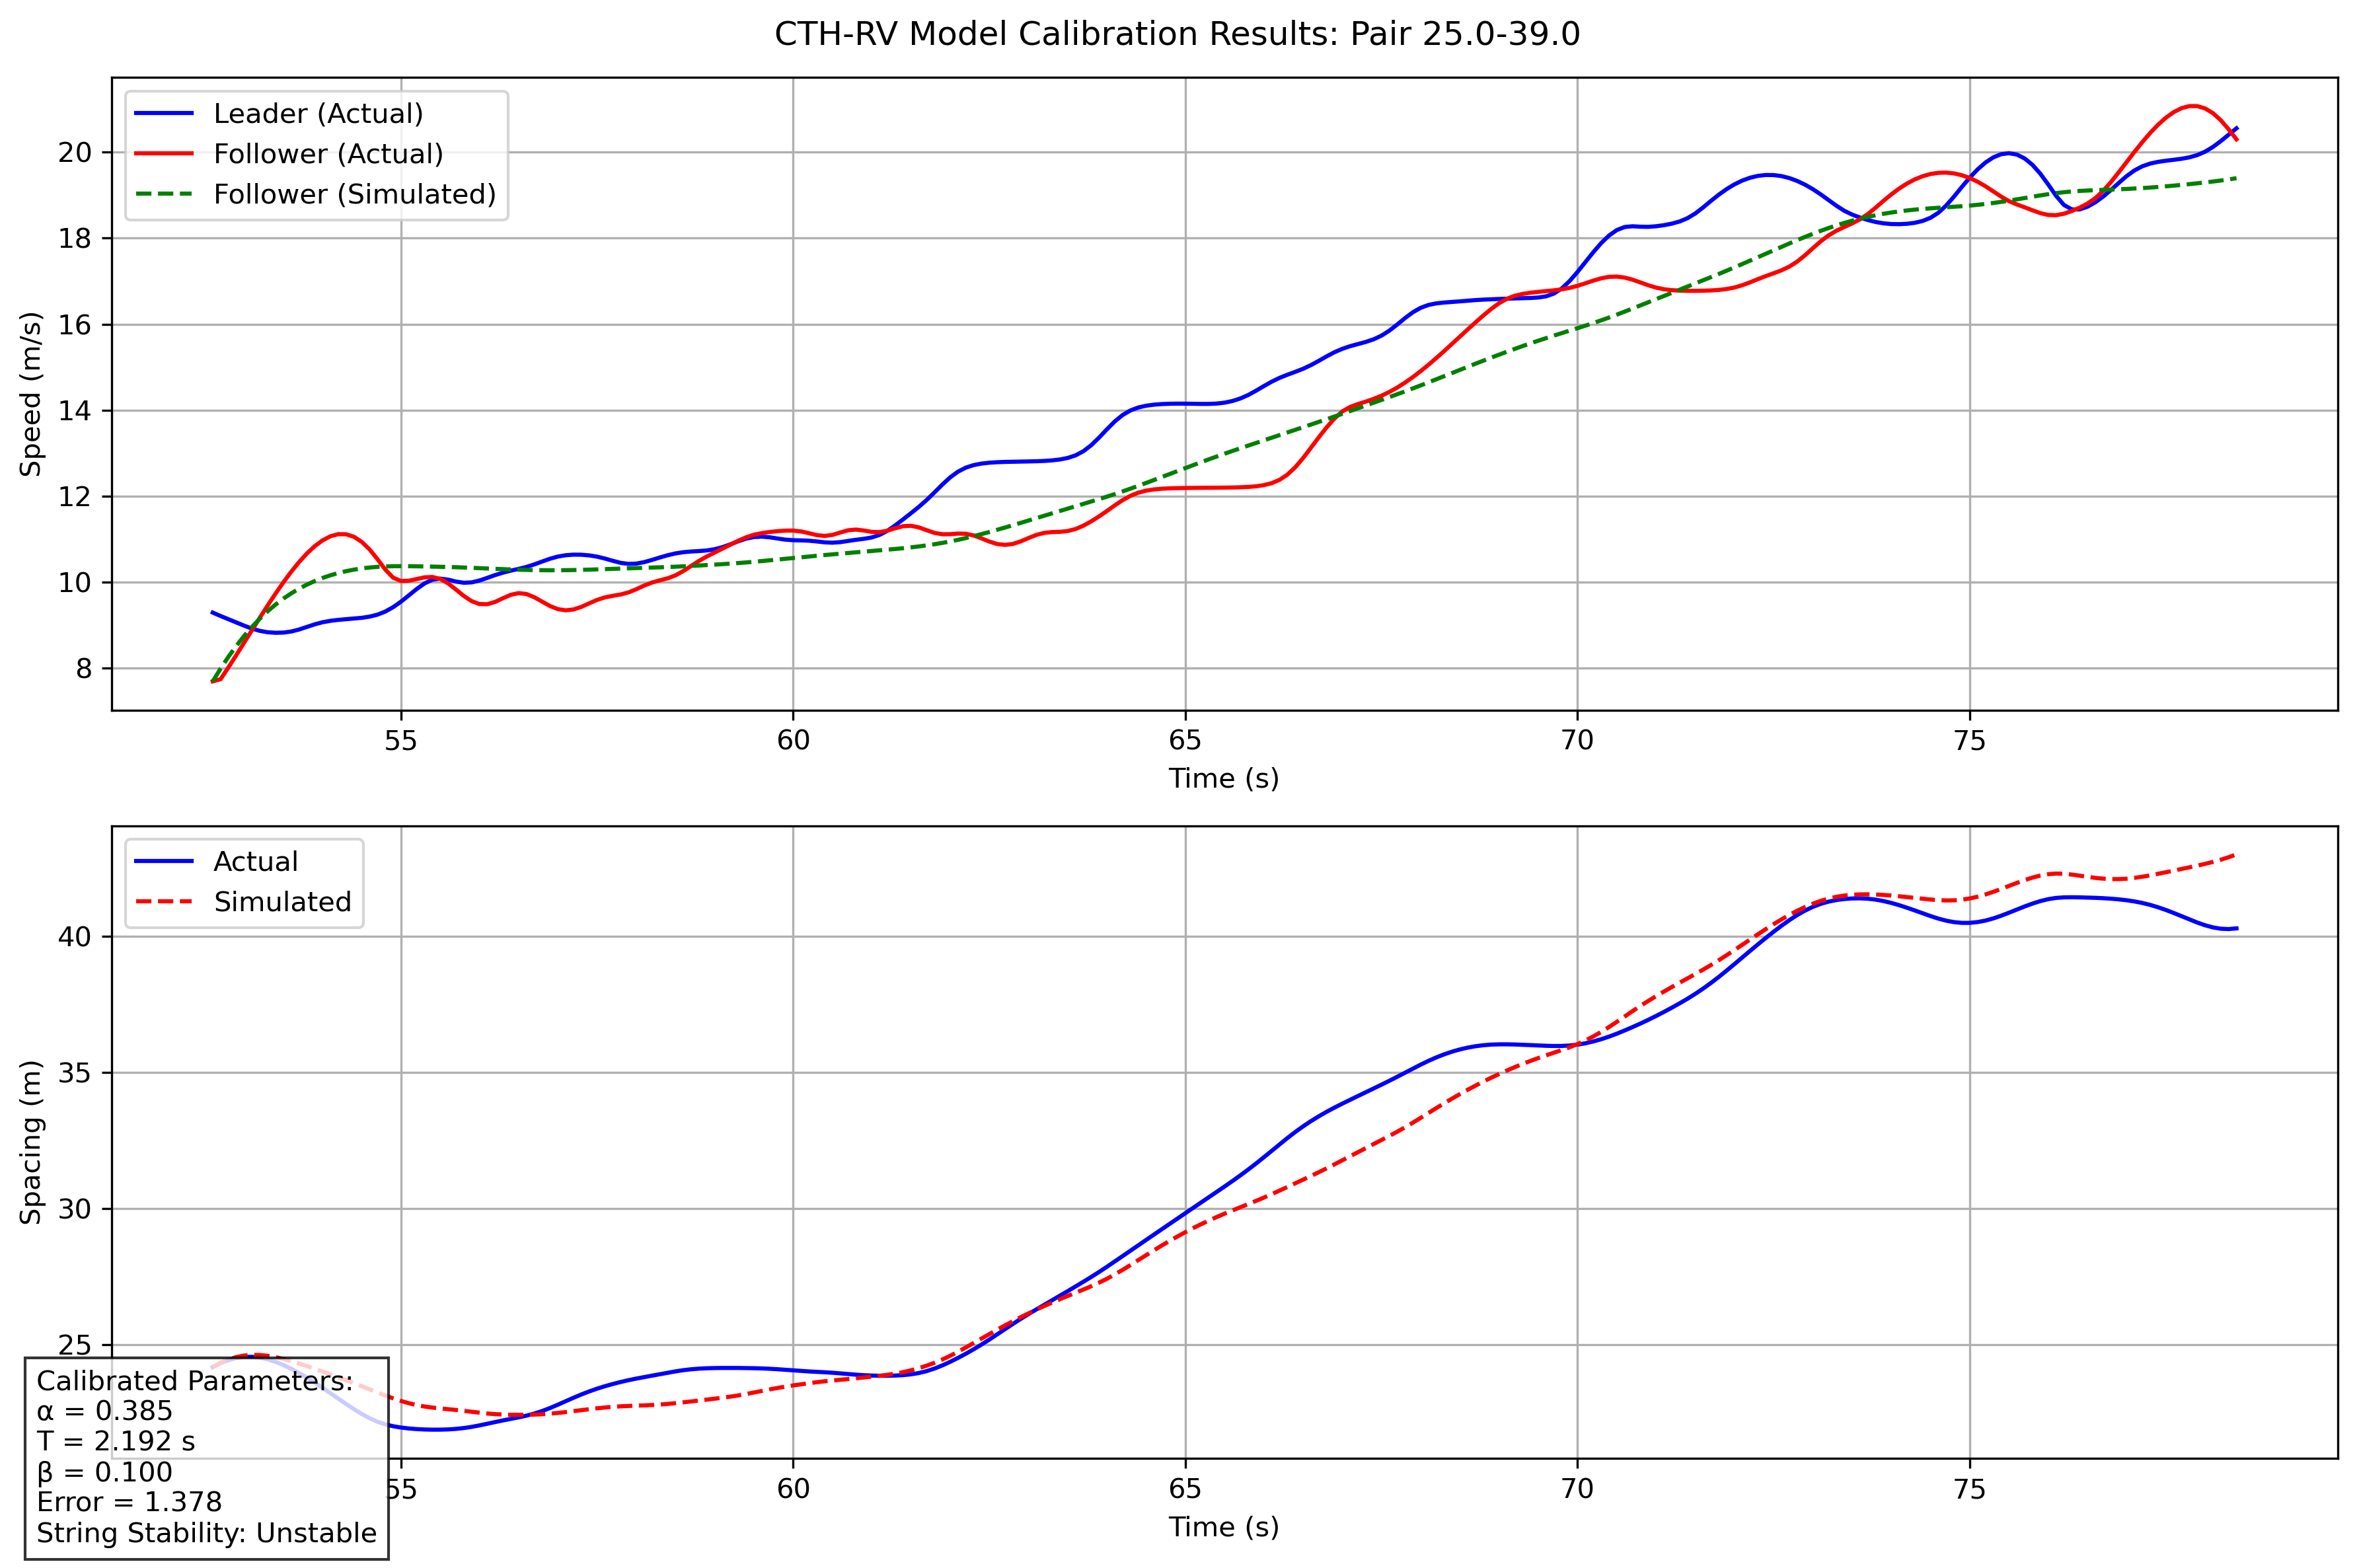 CTH-RV Model Calibration Results: Pair 25.0-39.0
Leader (Actual)
Follower (Actual)
Follower (Simulated)
Speed (m/s)
20
18
16
14
12
10
8
55
60
65
70
75
Time (s)
Actual
Simulated
Spacing (m)
40
35
30
25
Calibrated Parameters:
α = 0.385
T = 2.192 s
β = 0.100
Error = 1.378
String Stability: Unstable
55
60
65
70
75
Time (s)